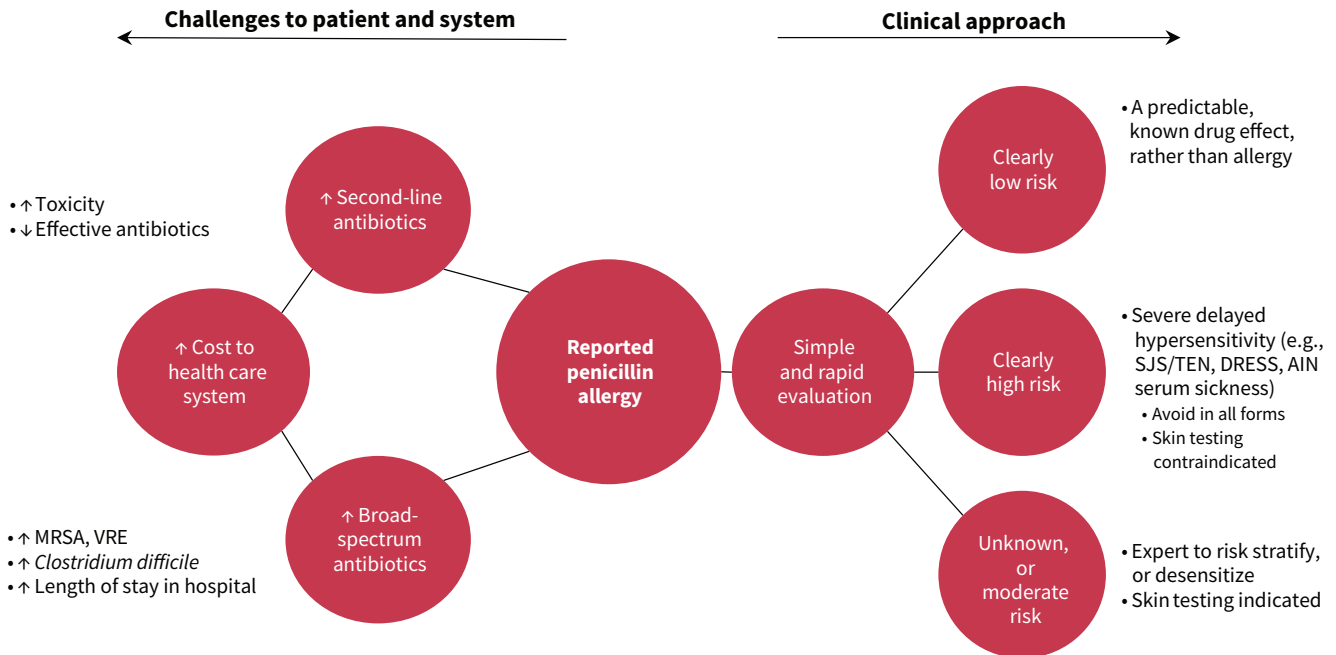 Challenges to patient and system
Clinical approach
• ↑ Toxicity
• ↓ Effective antibiotics
↑ Second-line
antibiotics
↑ Cost to
health care
system
↑ Broad-
spectrum
antibiotics
• ↑ MRSA, VRE
• ↑ Clostridium difficile
• ↑ Length of stay in hospital
Reported
penicillin
allergy
Simple
and rapid
evaluation
Clearly
low risk
• A predictable,
known drug effect,
rather than allergy
Clearly
high risk
• Severe delayed
hypersensitivity (e.g.,
SJS/TEN, DRESS, AIN
serum sickness)
• Avoid in all forms
• Skin testing
contraindicated
Unknown,
or
moderate
risk
• Expert to risk stratify,
or desensitize
• Skin testing indicated